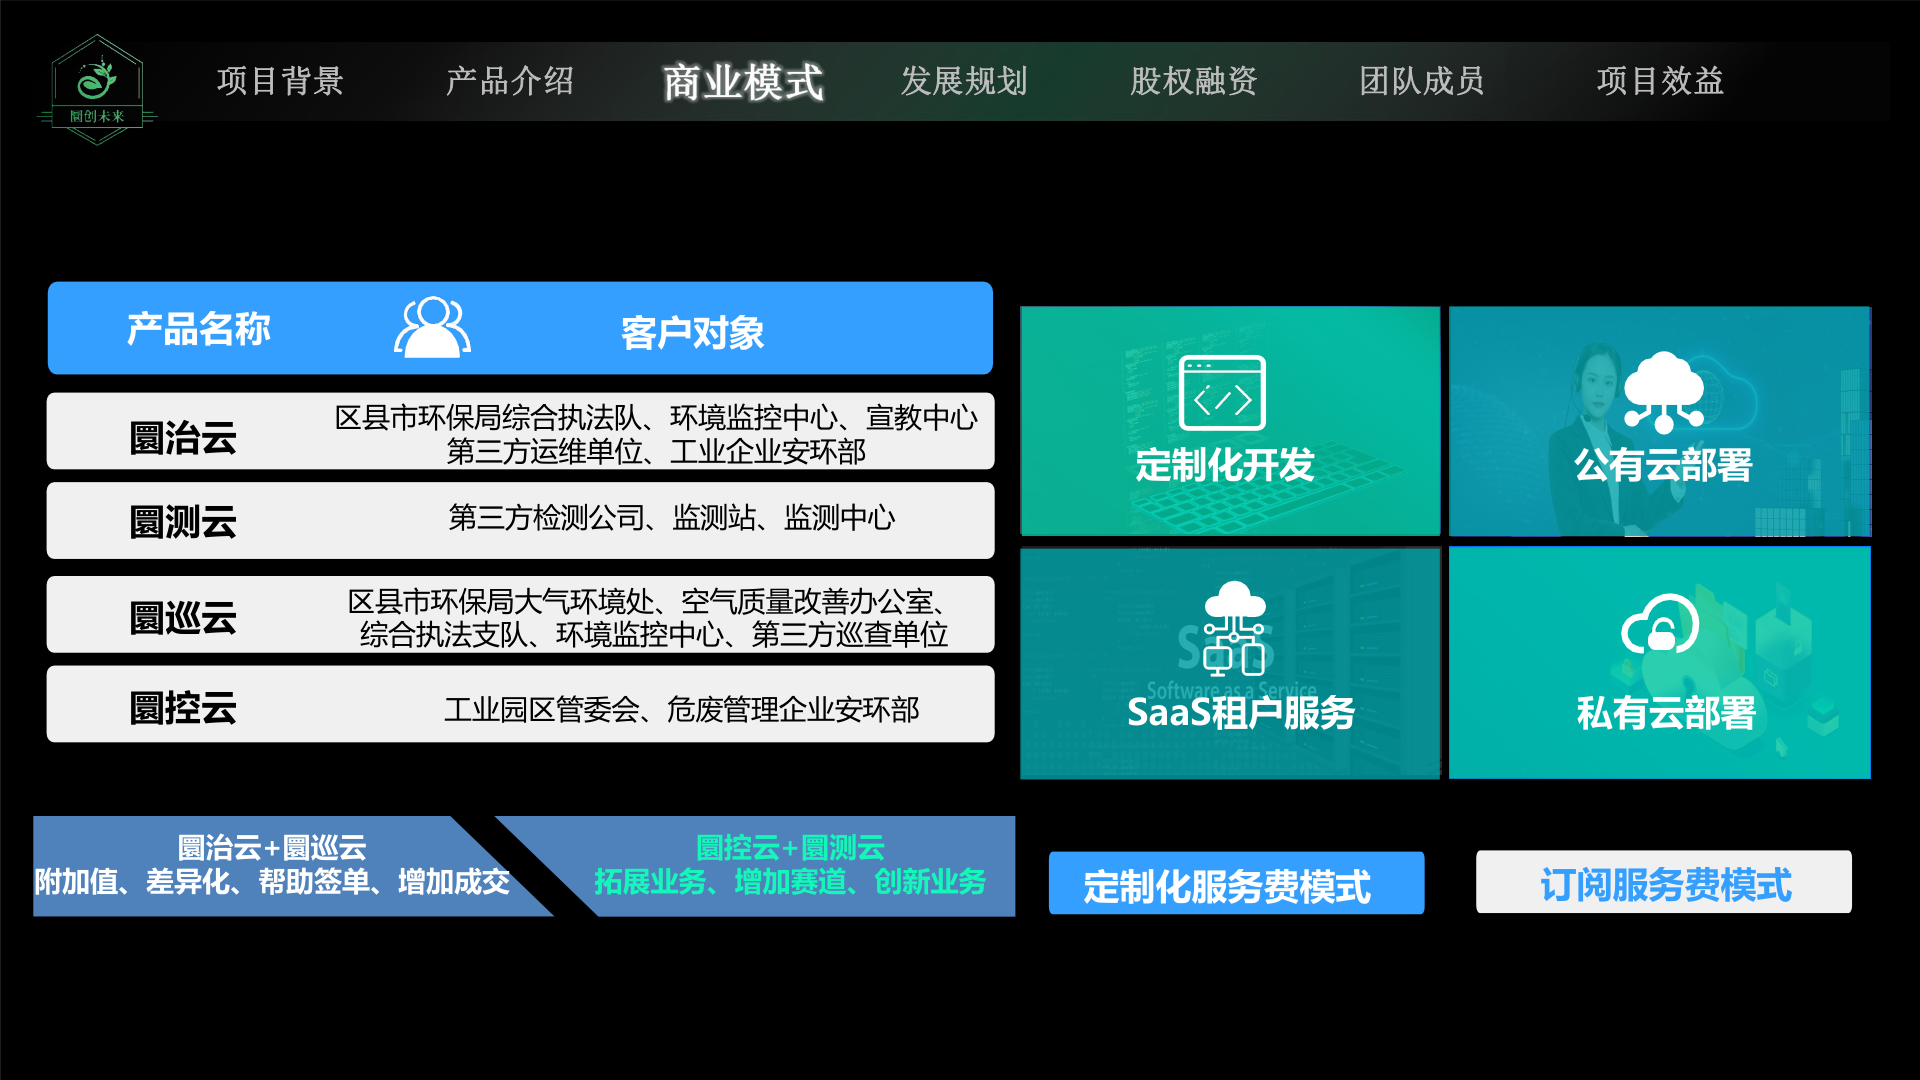 圜创未来
项目背景
产品介绍
商业模式
发展规划
股权融资
团队成员
项目效益
产品名称
客户对象
圜治云
区县市环保局综合执法队、环境监控中心、宣教中心
第三方运维单位、工业企业安环部
圜测云
第三方检测公司、监测站、监测中心
圜巡云
区县市环保局大气环境处、空气质量改善办公室、
综合执法支队、环境监控中心、第三方巡查单位
圜控云
工业园区管委会、危废管理企业安环部
定制化开发
公有云部署
SaaS
Software as a Service
SaaS租户服务
私有云部署
圜治云+圜巡云
附加值、差异化、帮助签单、增加成交
圜控云+圜测云
拓展业务、增加赛道、创新业务
定制化服务费模式
订阅服务费模式